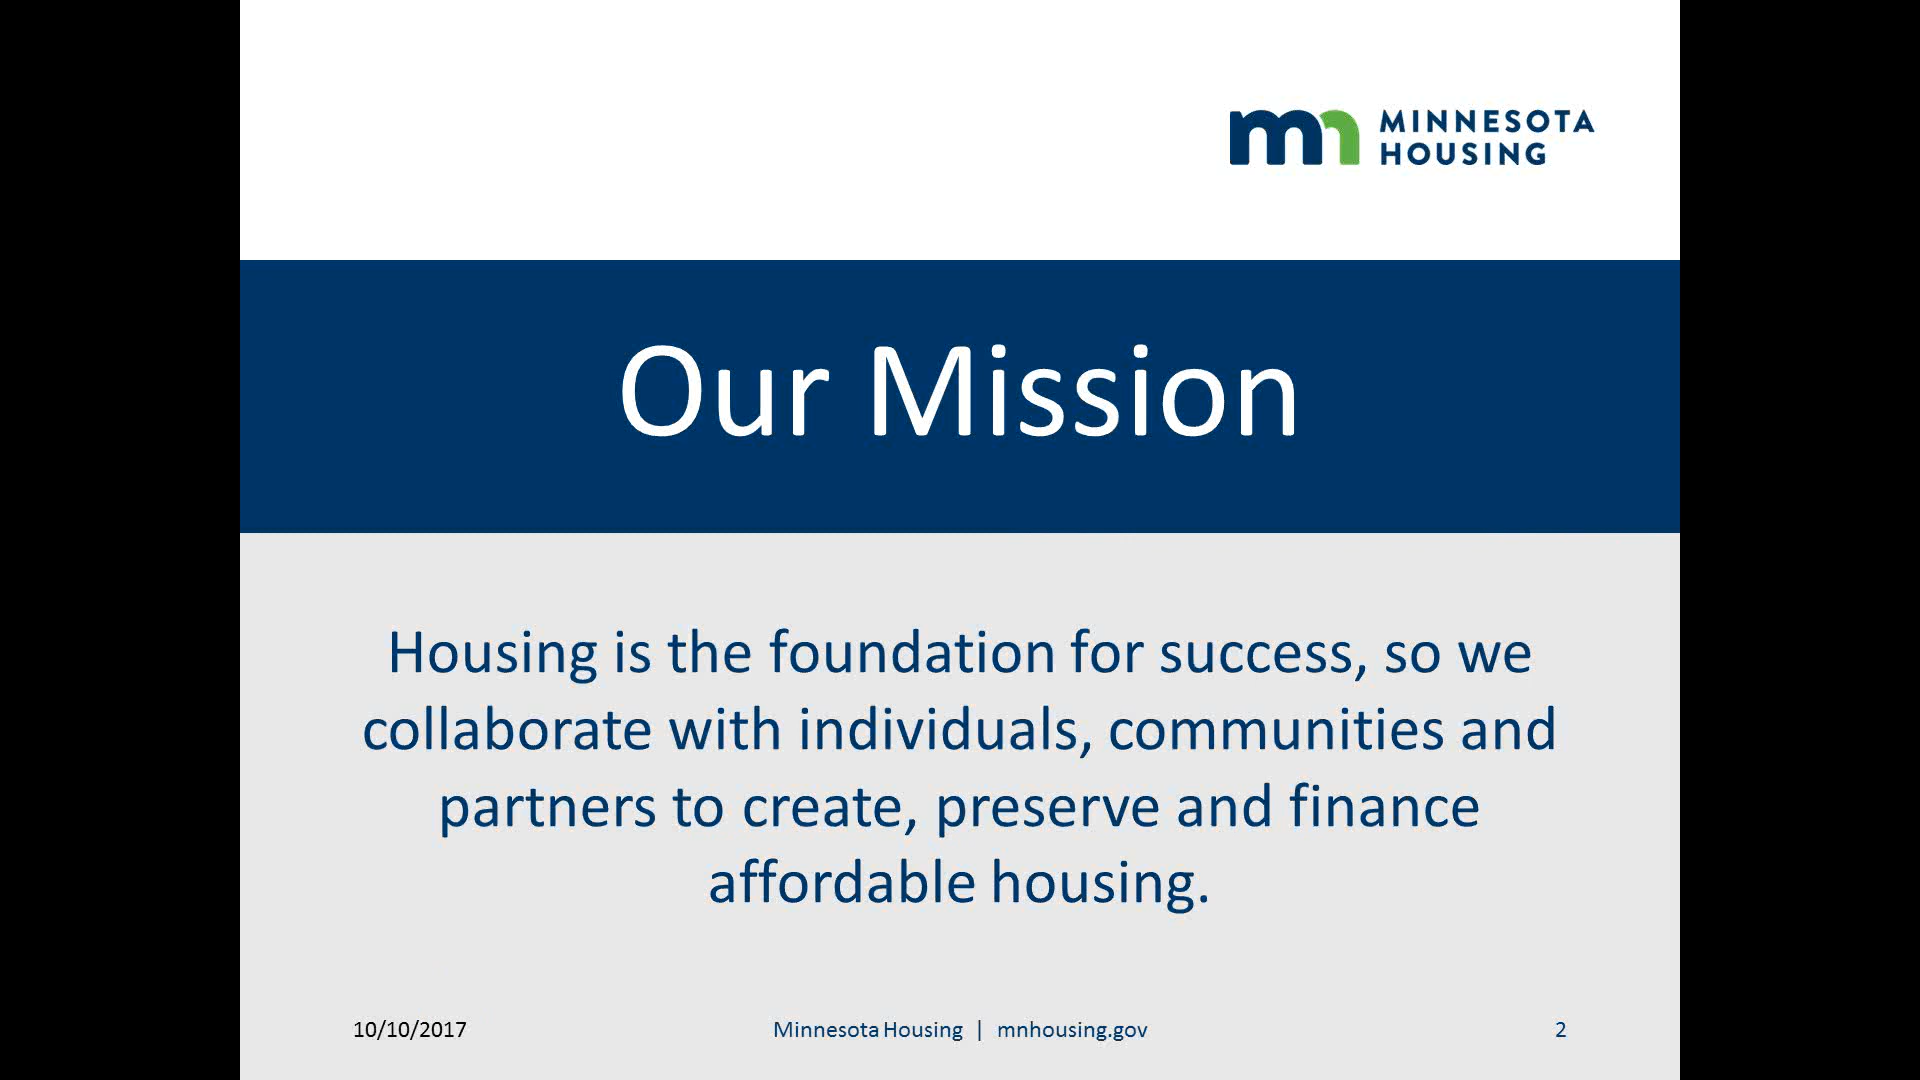 mn MINNESOTA
HOUSING
Our Mission
Housing is the foundation for success, so we
collaborate with individuals, communities and
partners to create, preserve and finance
affordable housing.
10/10/2017 Minnesota Housing | mnhousing.gov 2